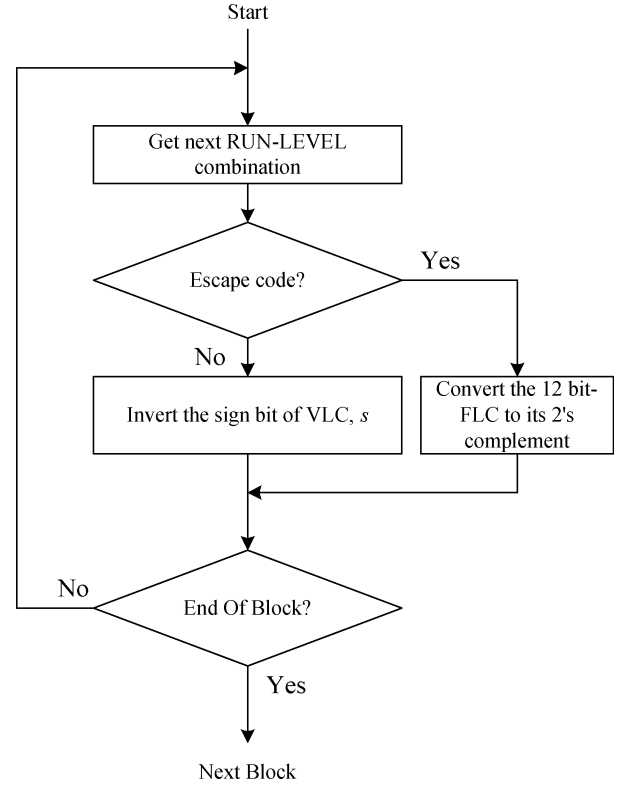 Start
Get next RUN-LEVEL
combination
Escape code?
Yes
No
Invert the sign bit of VLC, s
Convert the 12 bit-
FLC to its 2's
complement
End Of Block?
No
Yes
Next Block